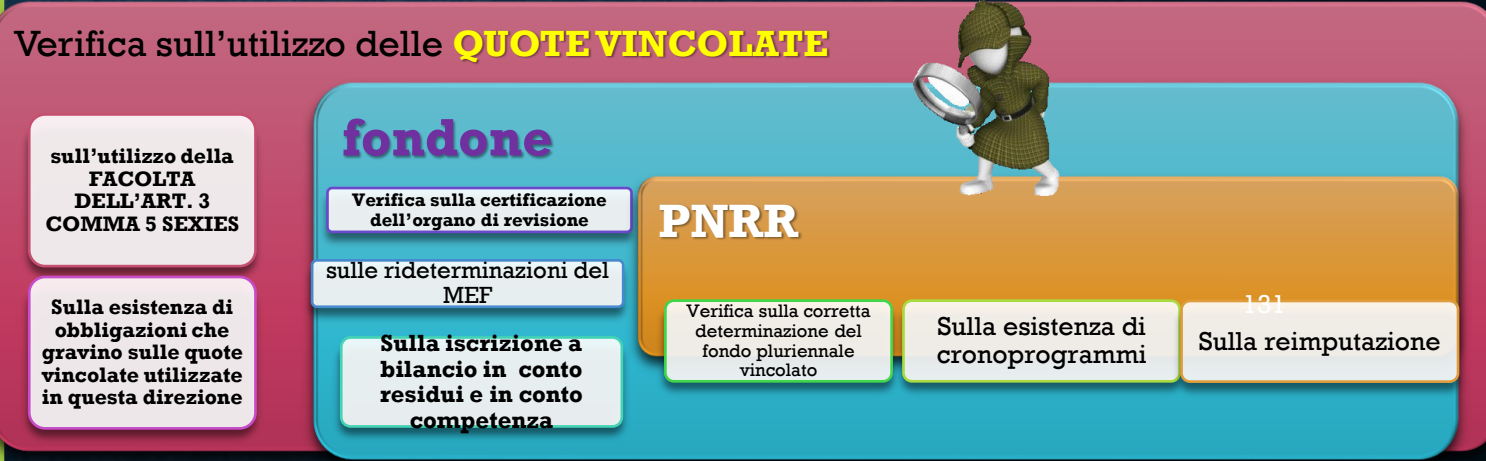 Verifica sull'utilizzo delle QUOTE VINCOLATE
sull'utilizzo della
FACOLTA
DELL'ART. 3
COMMA 5 SEXIES
Sulla esistenza di
obbligazioni che
gravino sulle quote
vincolate utilizzate
in questa direzione
fondone
Verifica sulla certificazione
dell'organo di revisione
sulle rideterminazioni del
MEF
Sulla iscrizione a
bilancio in conto
residui e in conto
competenza
PNRR
Verifica sulla corretta
determinazione del
fondo pluriennale
vincolato
Sulla esistenza di
cronoprogrammi
131
Sulla reimputazione